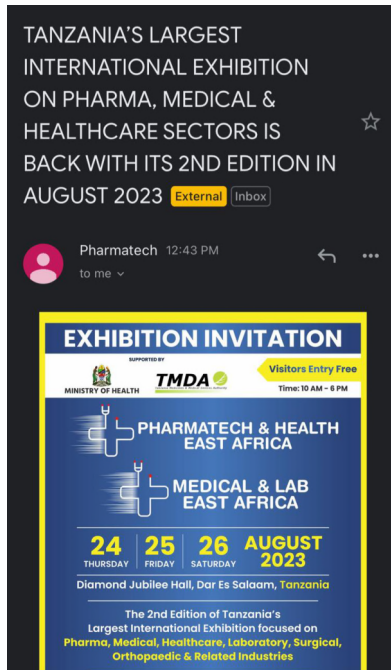 TANZANIA'S LARGEST
INTERNATIONAL EXHIBITION
ON PHARMA, MEDICAL &
HEALTHCARE SECTORS IS
BACK WITH ITS 2ND EDITION IN
AUGUST 2023 External Inbox
Pharmatech 12:43 PM
to me
EXHIBITION INVITATION
SUPPORTED BY
MINISTRY OF HEALTH
TMDA
Visitors Entry Free
Time: 10 AM - 6 PM
PHARMATECH & HEALTH
EAST AFRICA
MEDICAL & LAB
EAST AFRICA
24 25 26 AUGUST
THURSDAY FRIDAY SATURDAY 2023
Diamond Jubilee Hall, Dar Es Salaam, Tanzania
The 2nd Edition of Tanzania's
Largest International Exhibition focused on
Pharma, Medical, Healthcare, Laboratory, Surgical,
Orthopaedic & Related Industries